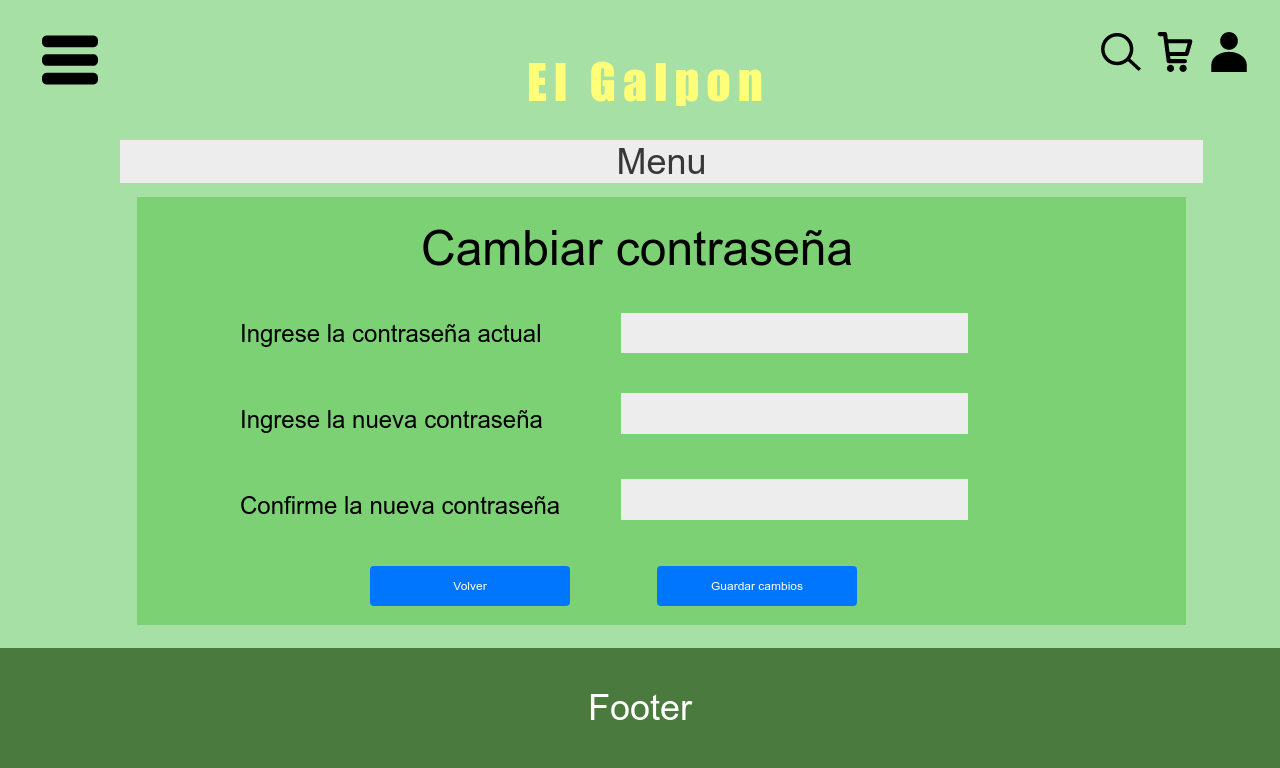 El Galpon
Menu
Cambiar contraseña
Ingrese la contraseña actual
Ingrese la nueva contraseña
Confirme la nueva contraseña
Volver
Guardar cambios
Footer